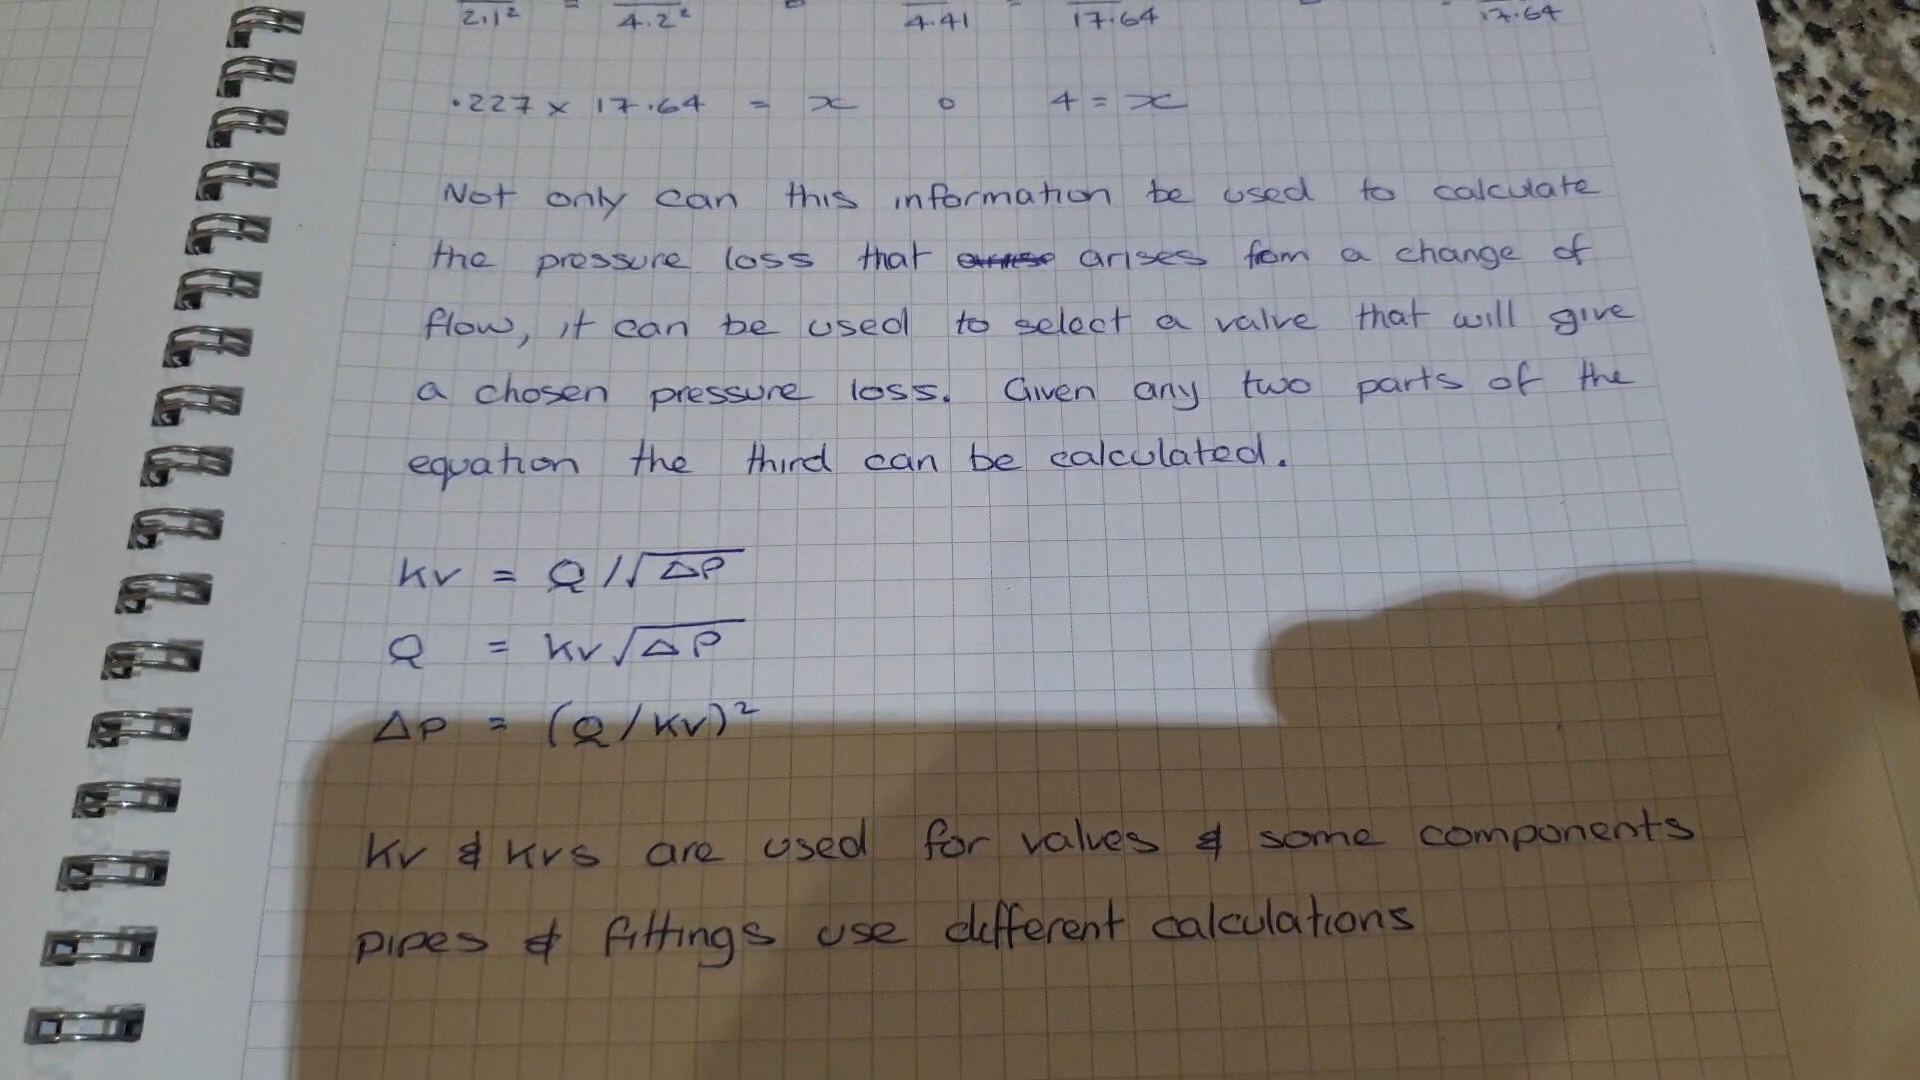 2.1² = 4.2² 4.41 = 17.64 = 17.64
.227 x 17.64 = x o 4 = x
Not only can this information be used to calculate
the pressure loss that arises from a change of
flow, it can be used to select a valve that will give
a chosen pressure loss. Given any two parts of the
equation the third can be calculated.
Kv = Q/√ΔP
Q = Kv√ΔP
ΔP = (Q/Kv)²
Kv & Kvs are used for valves & some components
pipes & fittings use different calculations